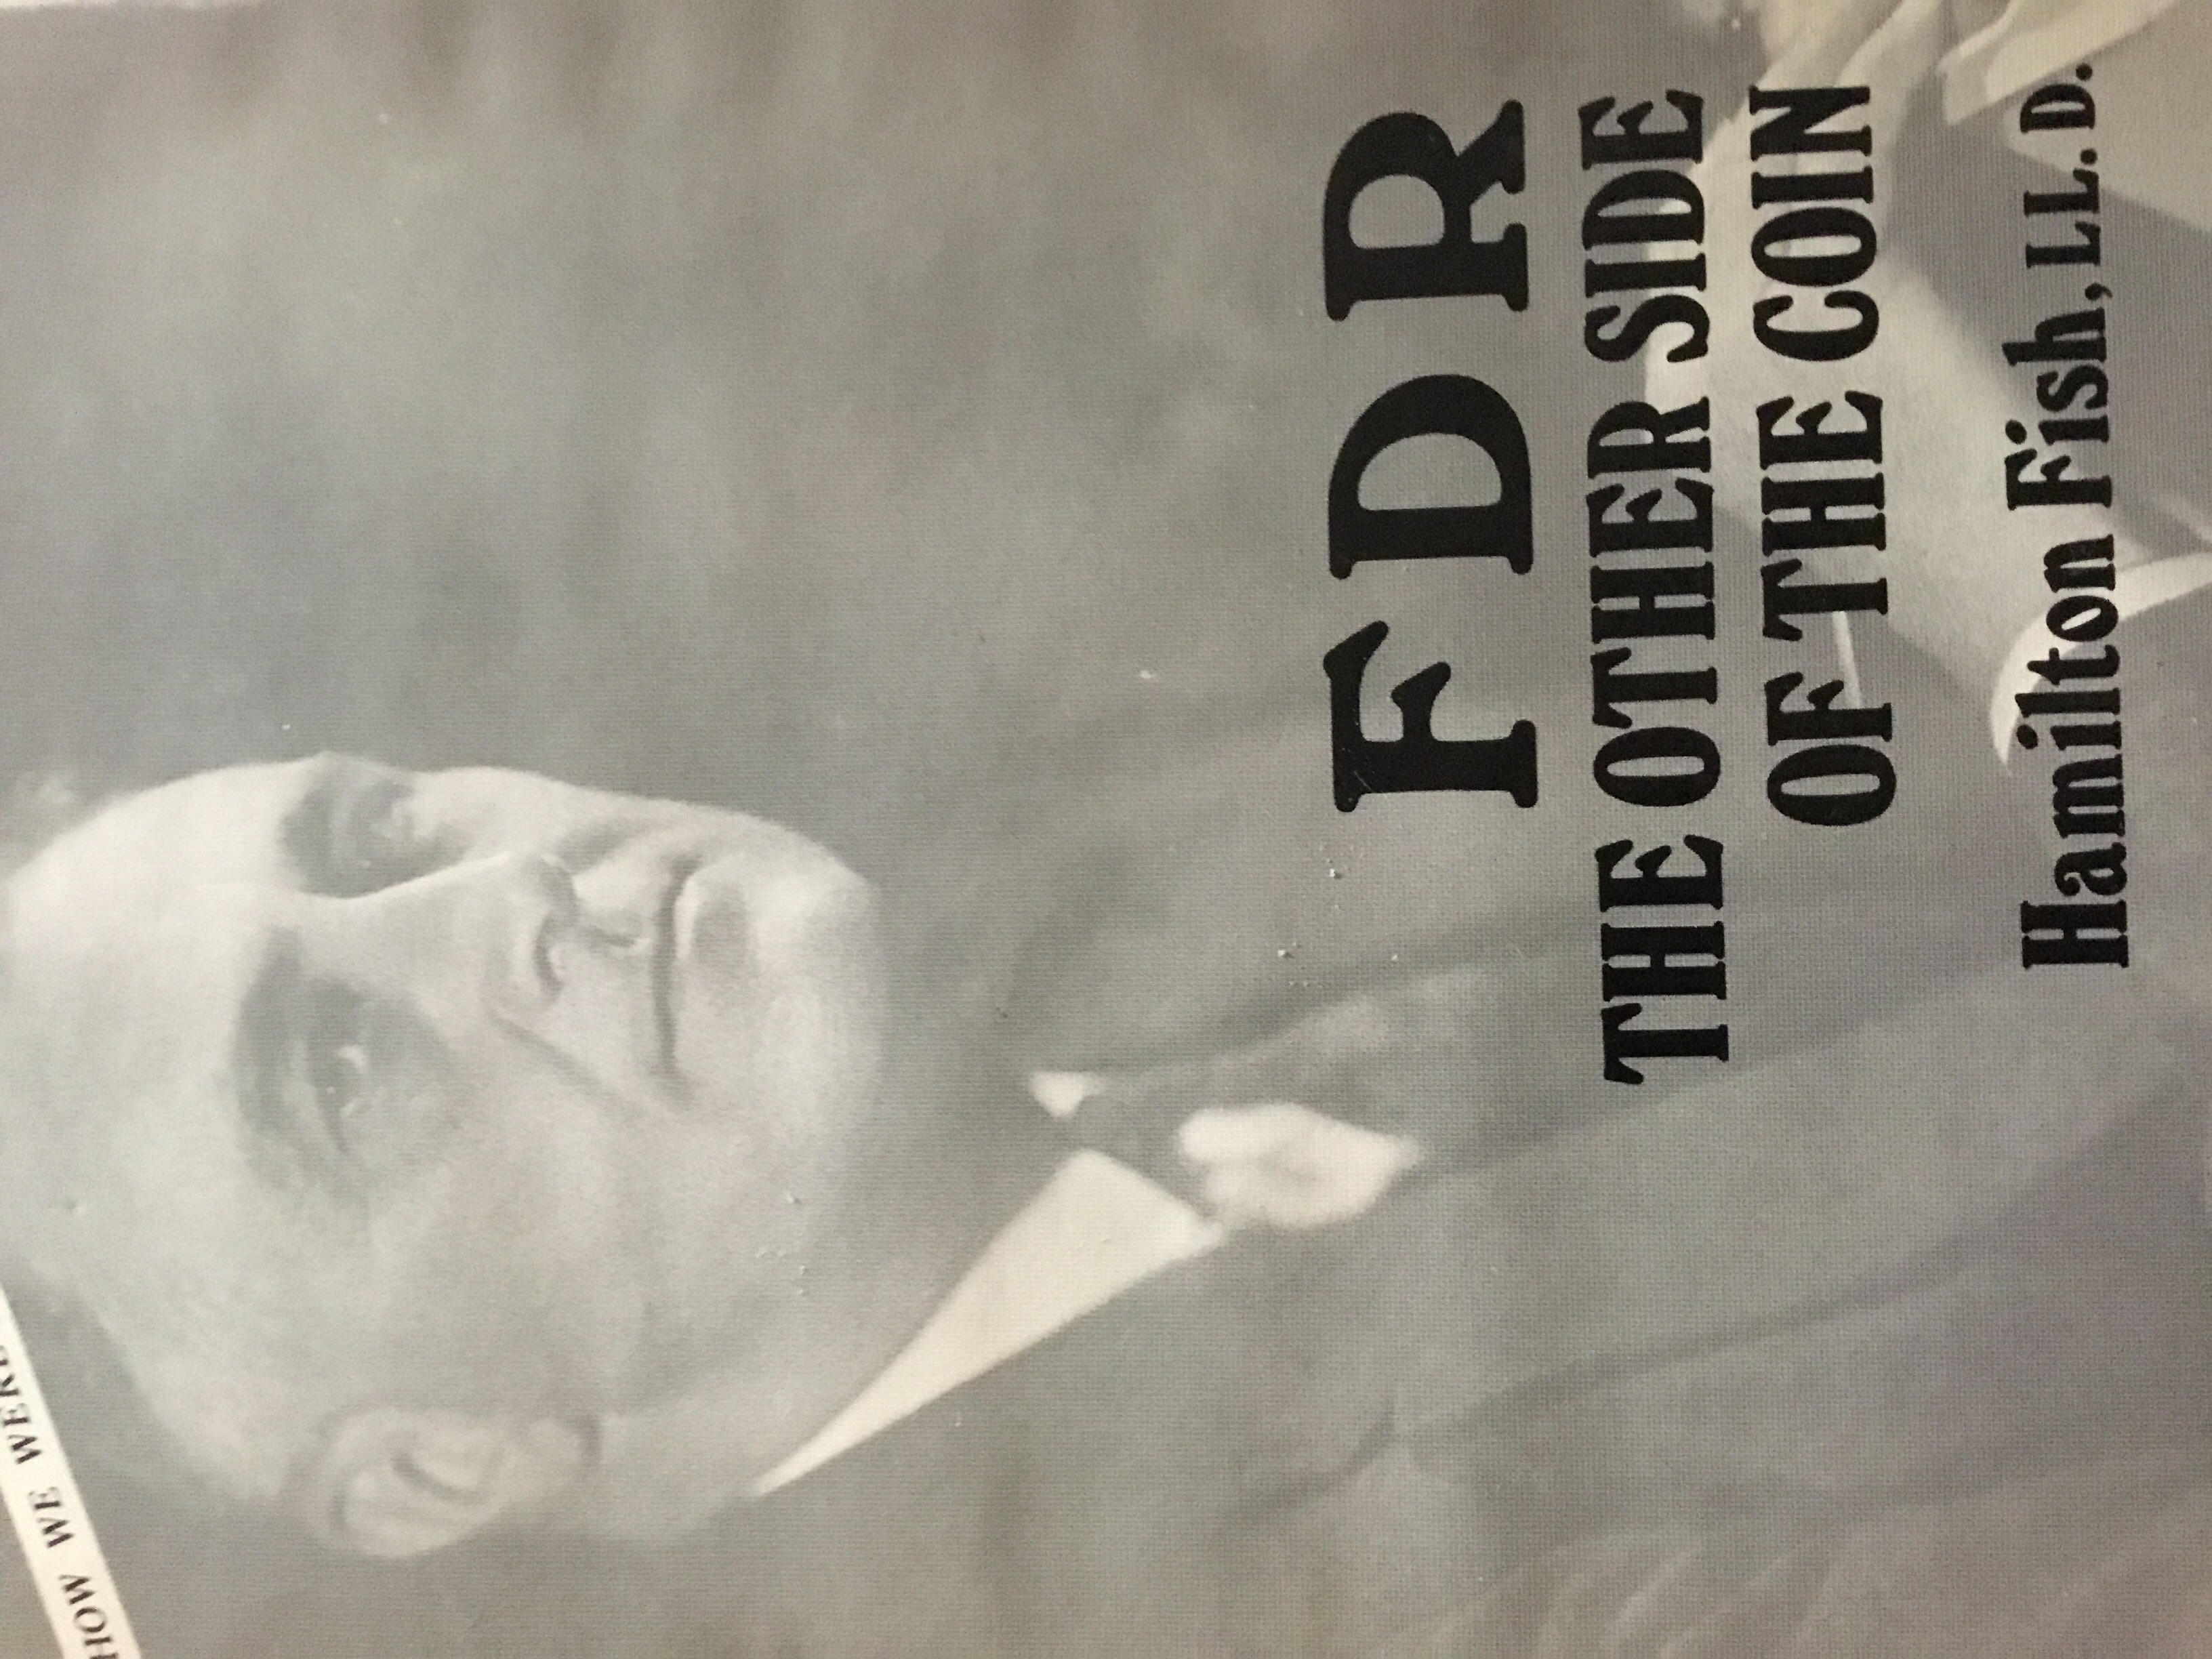 HOW WE WERE
FDR
THE OTHER SIDE
OF THE COIN
Hamilton Fish, LL. D.